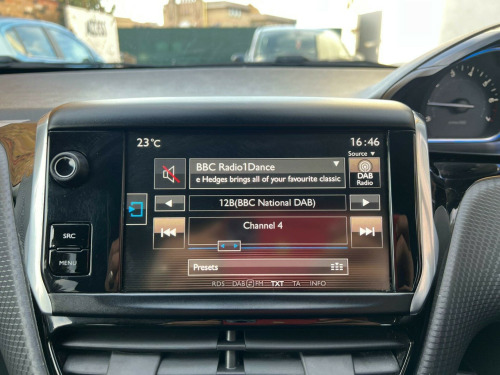 23°C
16:46
Source ▾
BBC Radio1Dance
DAB
Radio
e Hedges brings all of your favourite classic
12B(BBC National DAB)
SRC
Channel 4
MENU
Presets
RDS DAB FM TXT TA INFO